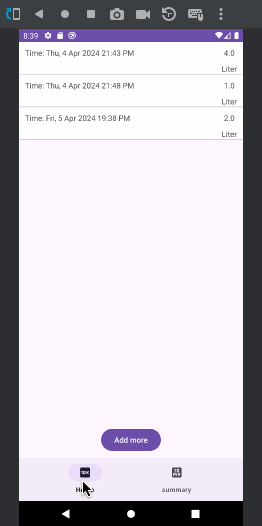 8:39
Time: Thu, 4 Apr 2024 21:43 PM 4.0
Liter
Time: Thu, 4 Apr 2024 21:48 PM 1.0
Liter
Time: Fri, 5 Apr 2024 19:38 PM 2.0
Liter
Add more
summary